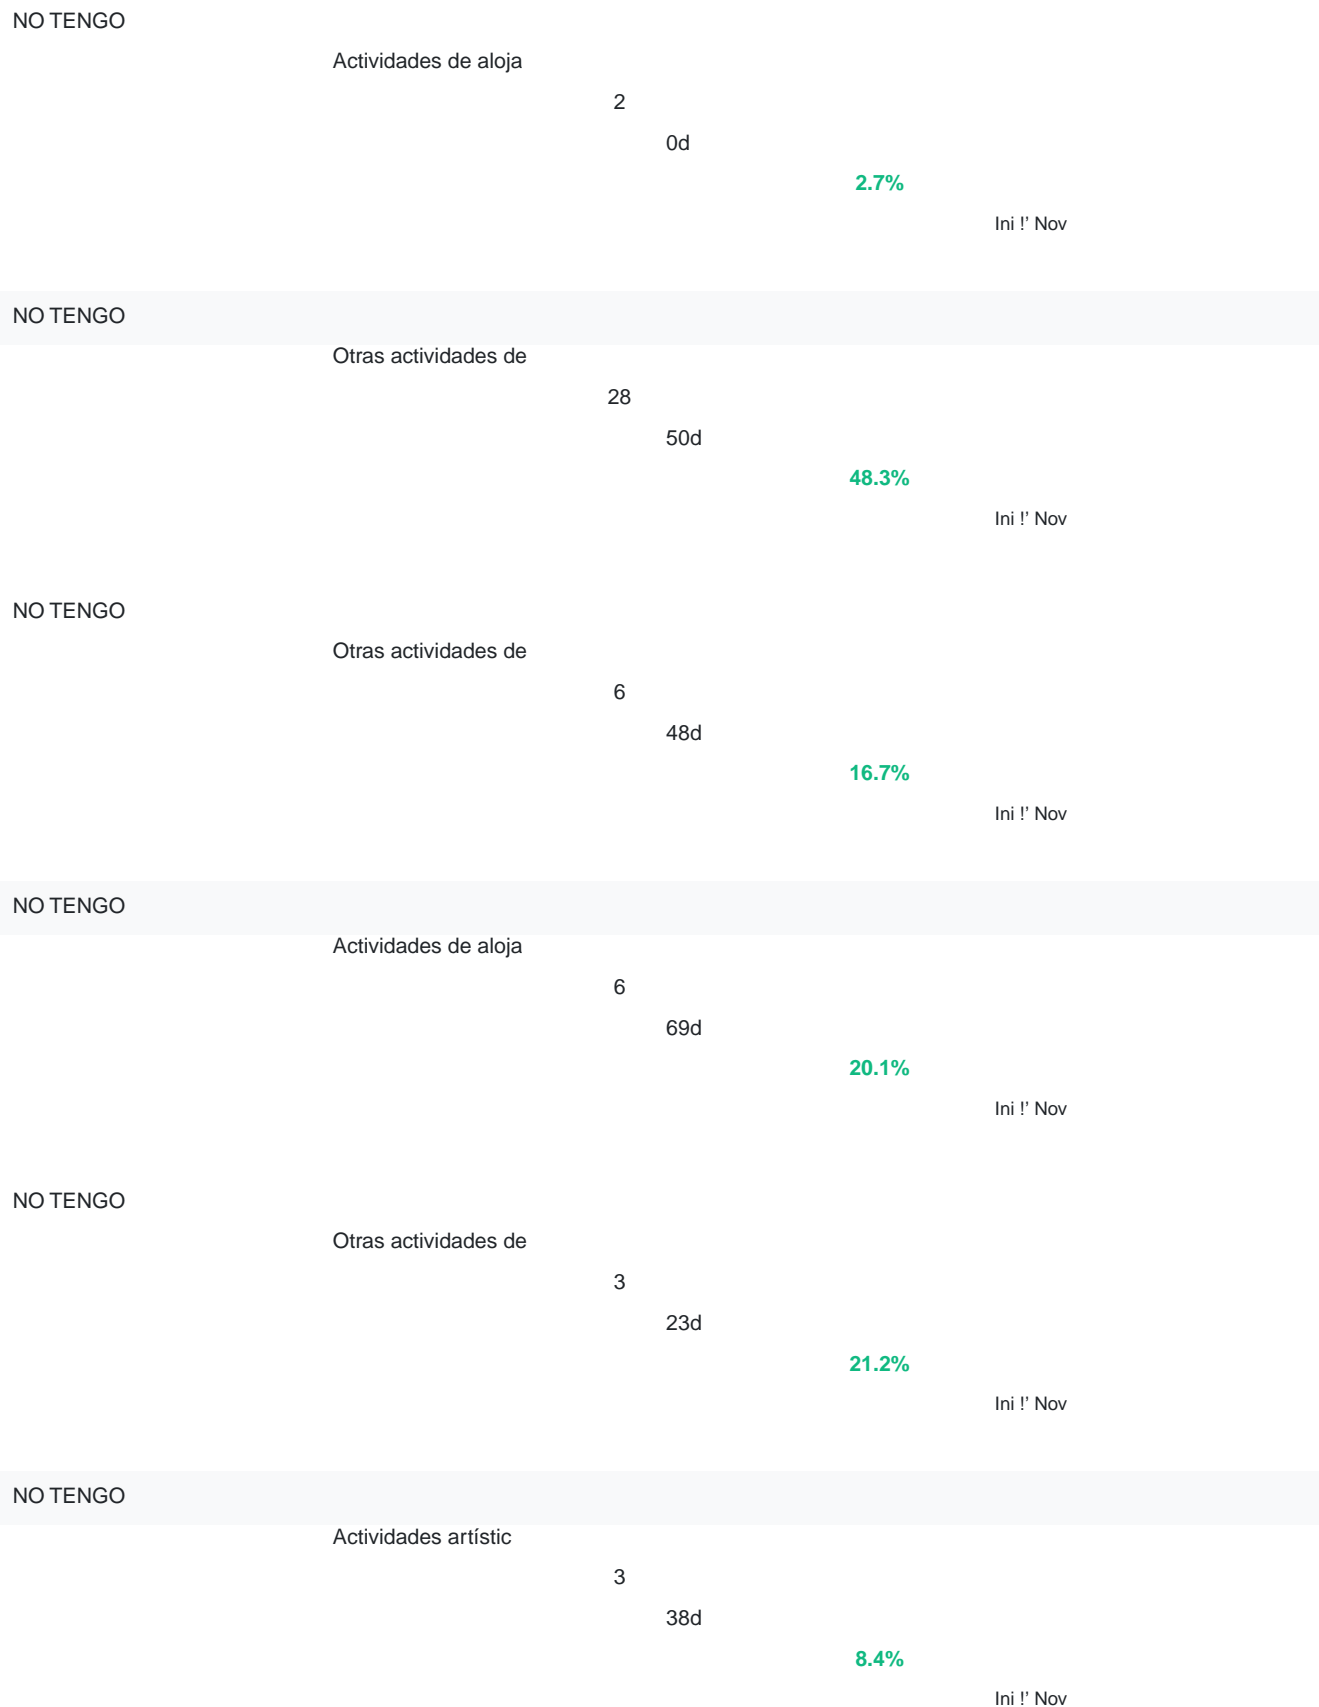 NO TENGO
Actividades de aloja
2
0d
2.7%
Ini !’ Nov
NO TENGO
Otras actividades de
28
50d
48.3%
Ini !’ Nov
NO TENGO
Otras actividades de
6
48d
16.7%
Ini !’ Nov
NO TENGO
Actividades de aloja
6
69d
20.1%
Ini !’ Nov
NO TENGO
Otras actividades de
3
23d
21.2%
Ini !’ Nov
NO TENGO
Actividades artístic
3
38d
8.4%
Ini !’ Nov